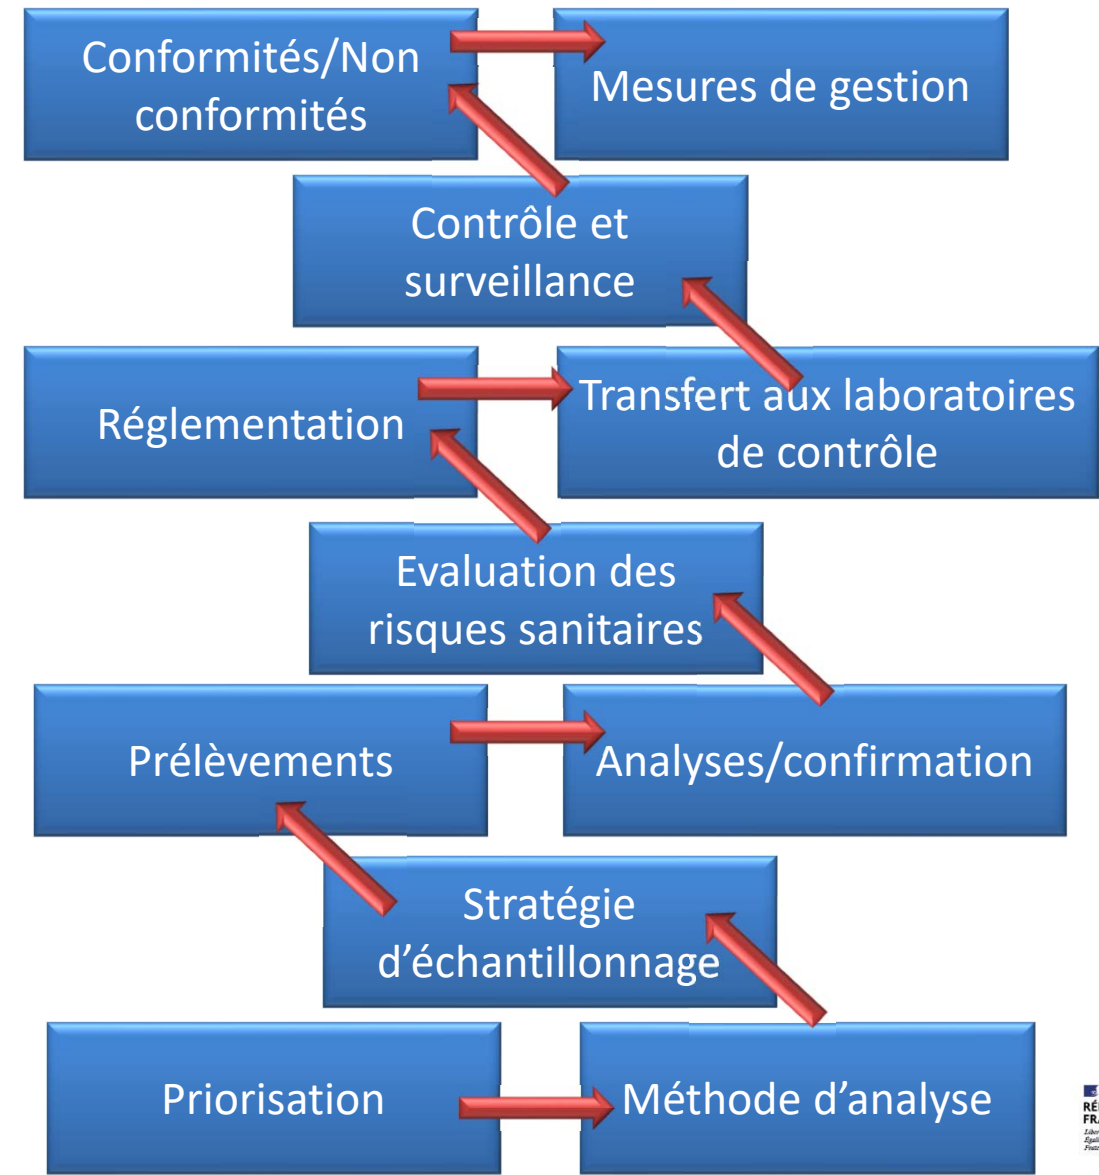 Conformités/Non
conformités
Mesures de gestion
Contrôle et
surveillance
Réglementation
Transfert aux laboratoires
de contrôle
Evaluation des
risques sanitaires
Prélèvements
Analyses/confirmation
Stratégie
d’échantillonnage
Priorisation
Méthode d’analyse